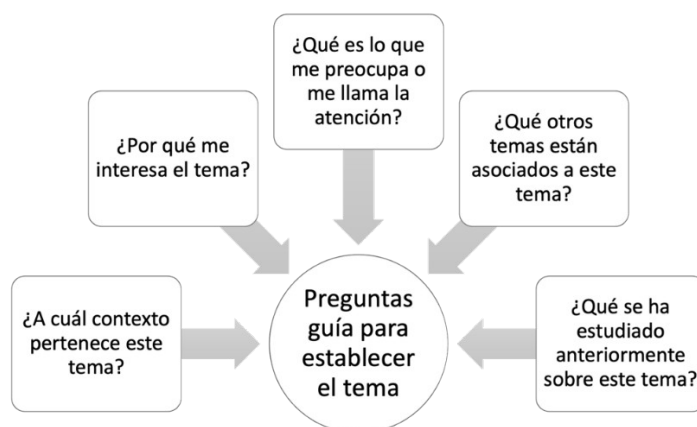 ¿Qué es lo que
me preocupa o
me llama la
atención?
¿Por qué me
interesa el tema?
¿Qué otros
temas están
asociados a este
tema?
¿A cuál contexto
pertenece este
tema?
Preguntas
guía para
establecer
el tema
¿Qué se ha
estudiado
anteriormente
sobre este tema?